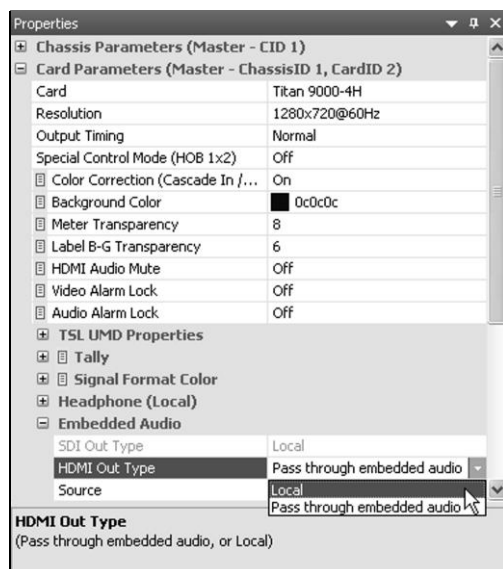 Properties
Chassis Parameters (Master - CID 1)
Card Parameters (Master - ChassisID 1, CardID 2)
Card Titan 9000-4H
Resolution 1280x720@60Hz
Output Timing Normal
Special Control Mode (HOB 1x2) Off
Color Correction (Cascade In /... On
Background Color 0c0c0c
Meter Transparency 8
Label B-G Transparency 6
HDMI Audio Mute Off
Video Alarm Lock Off
Audio Alarm Lock Off
TSL UMD Properties
Tally
Signal Format Color
Headphone (Local)
Embedded Audio
SDI Out Type Local
HDMI Out Type Pass through embedded audio
Source Local
Pass through embedded audio
HDMI Out Type
(Pass through embedded audio, or Local)